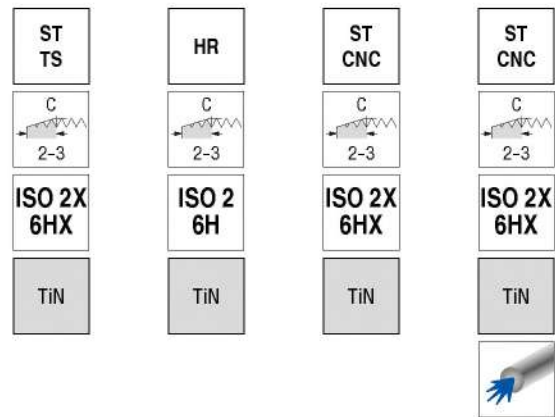 ST TS
HR
ST CNC
ST CNC
C
C
C
C
2-3
2-3
2-3
2-3
ISO 2X 6HX
ISO 2 6H
ISO 2X 6HX
ISO 2X 6HX
TiN
TiN
TiN
TiN